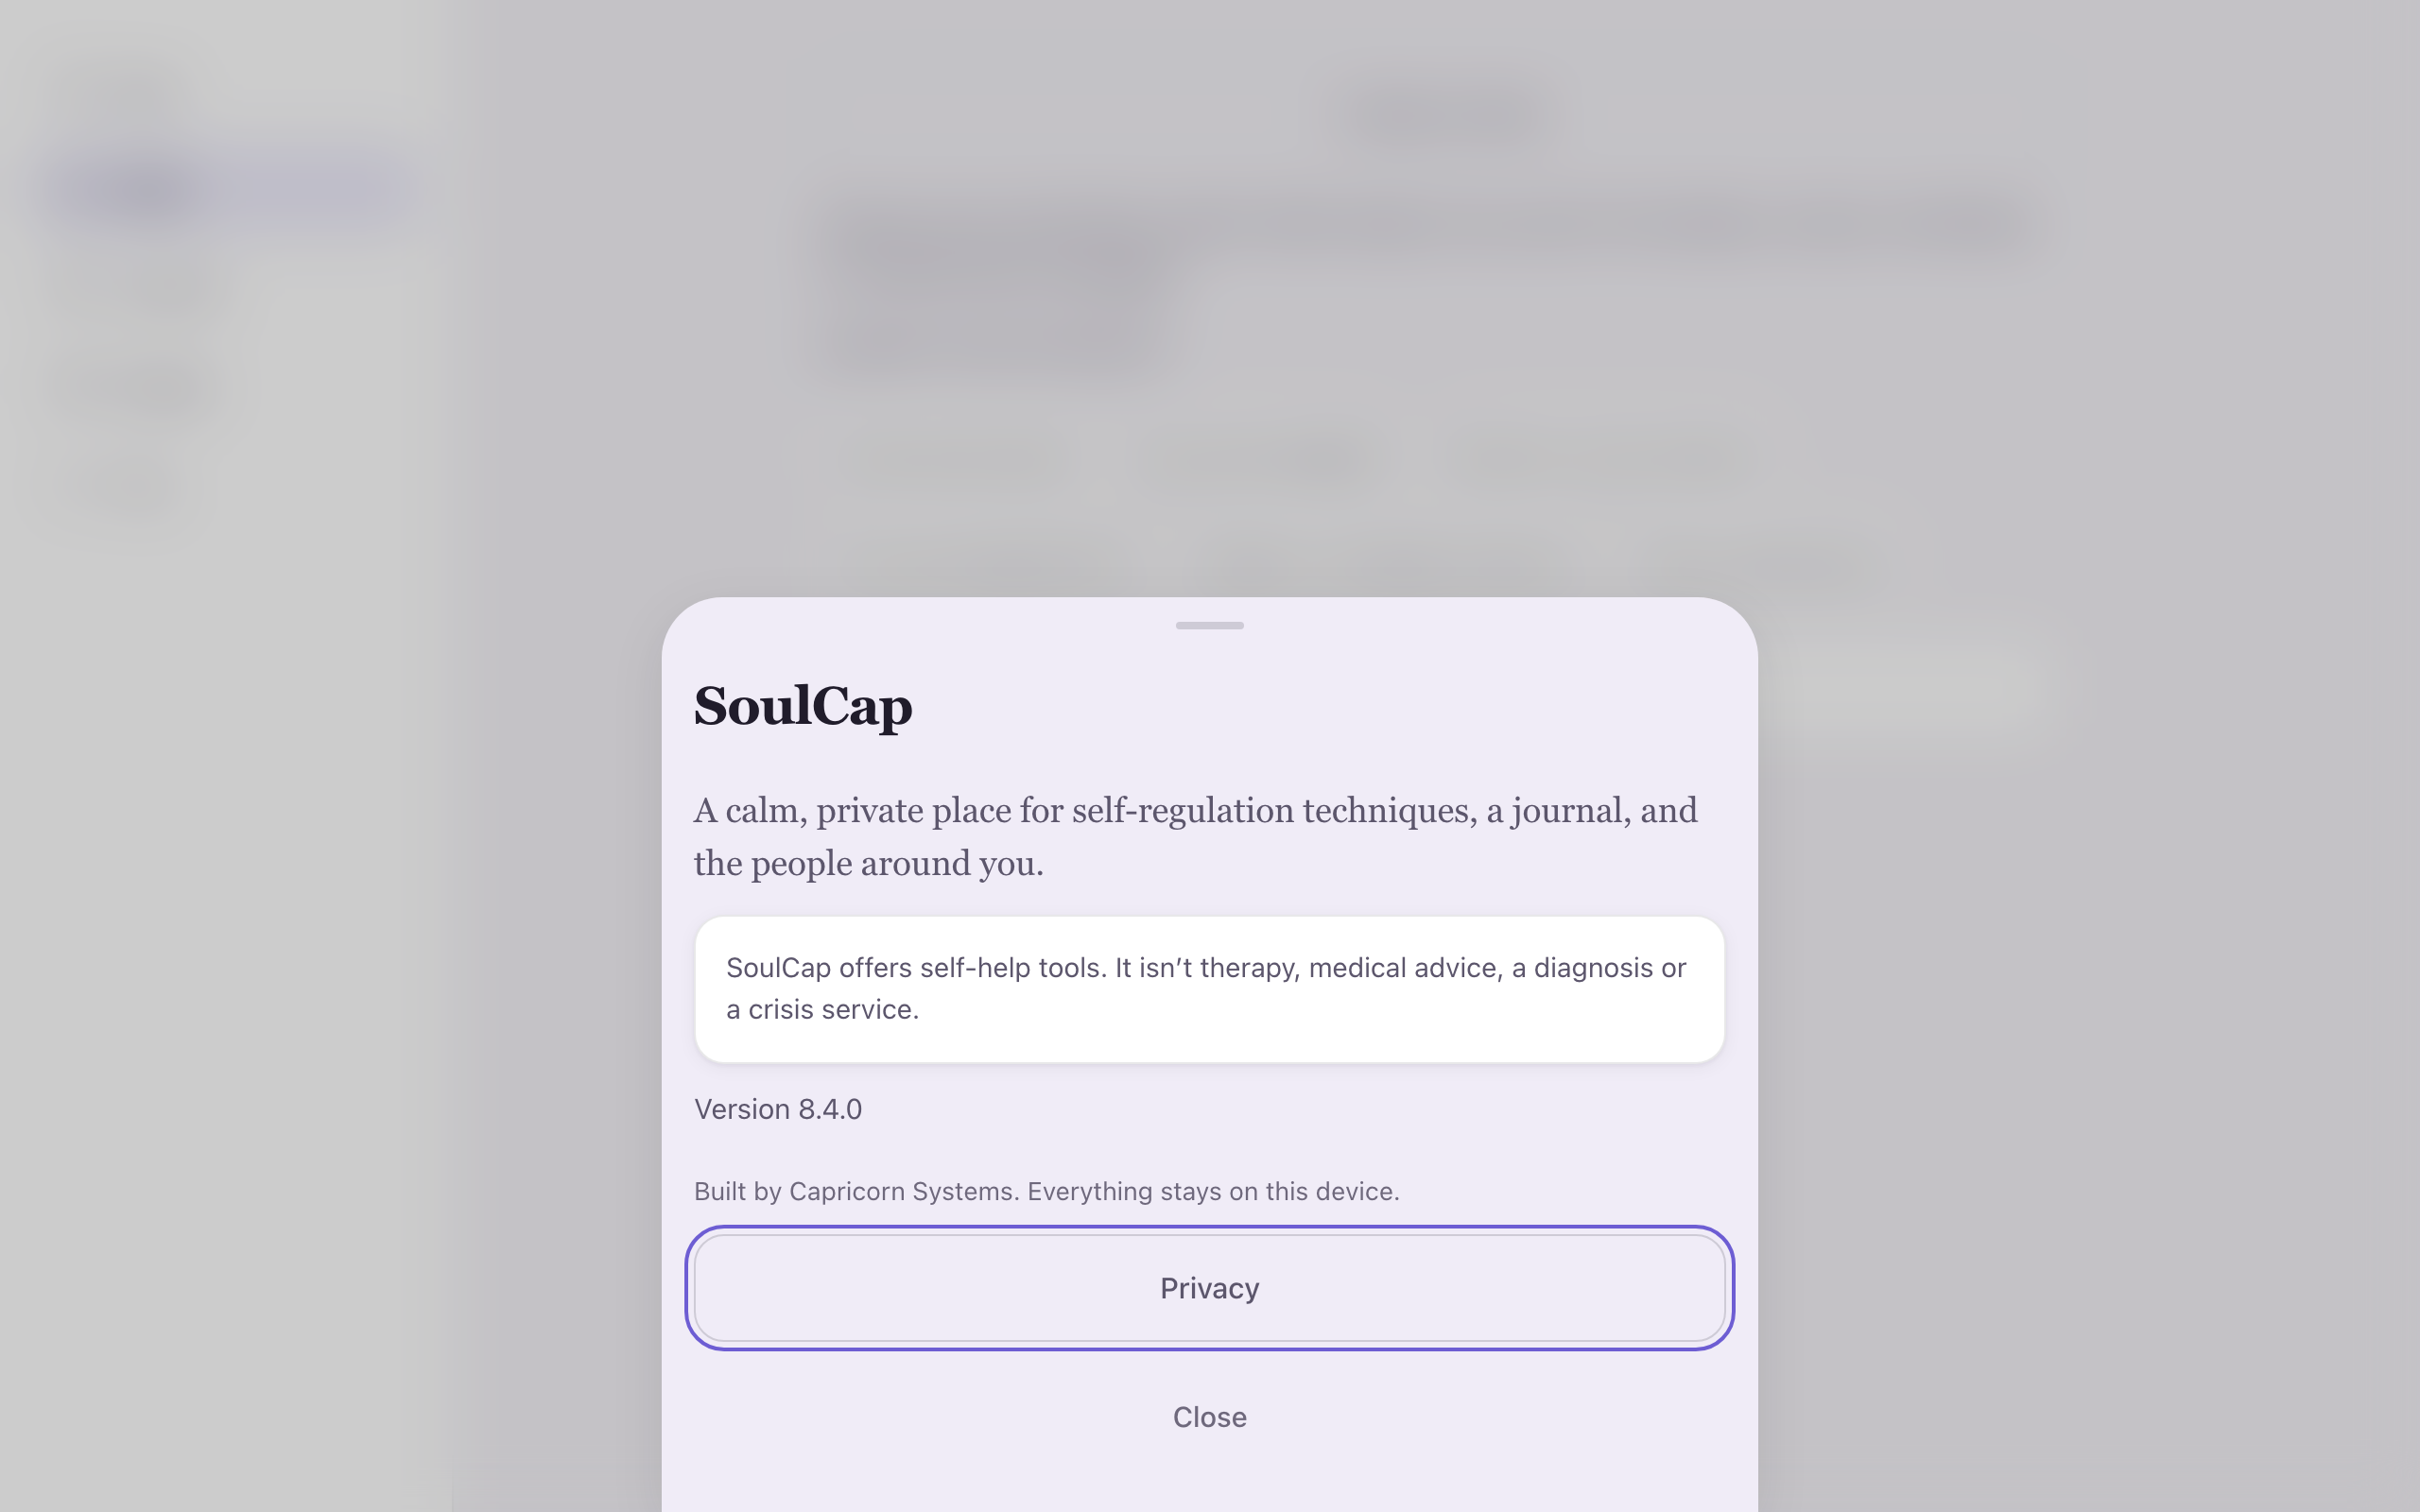 SoulCap
A calm, private place for self-regulation techniques, a journal, and
the people around you.
SoulCap offers self-help tools. It isn’t therapy, medical advice, a diagnosis or
a crisis service.
Version 8.4.0
Built by Capricorn Systems. Everything stays on this device.
Privacy
Close